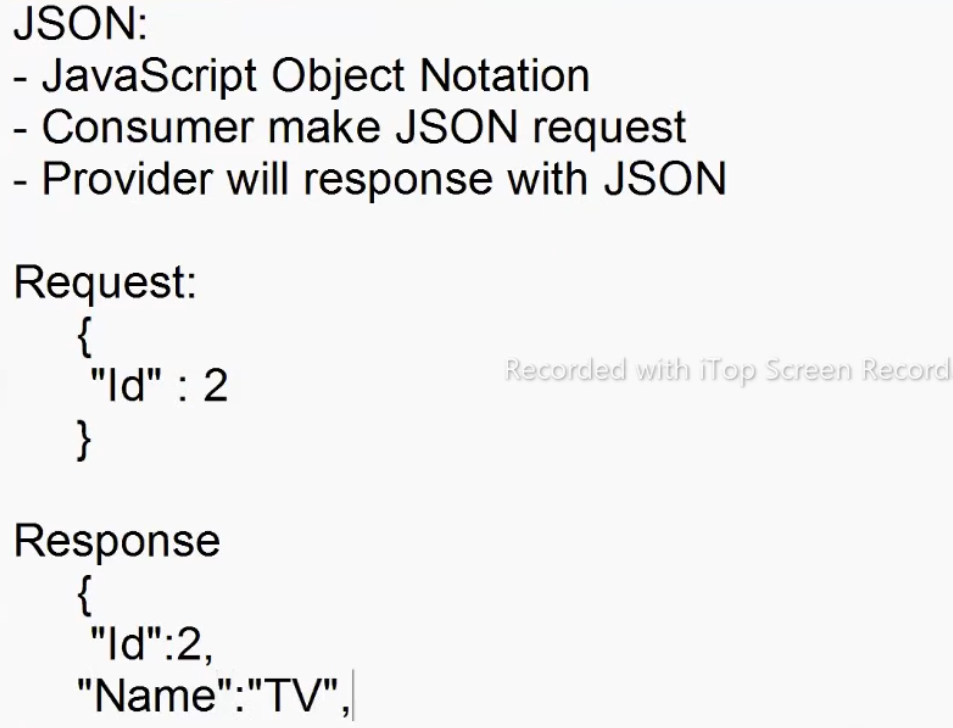 JSON:
- JavaScript Object Notation
- Consumer make JSON request
- Provider will response with JSON
Request:
{
"Id" : 2
}
Recorded with iTop Screen Record
Response
{
"Id":2,
"Name":"TV",